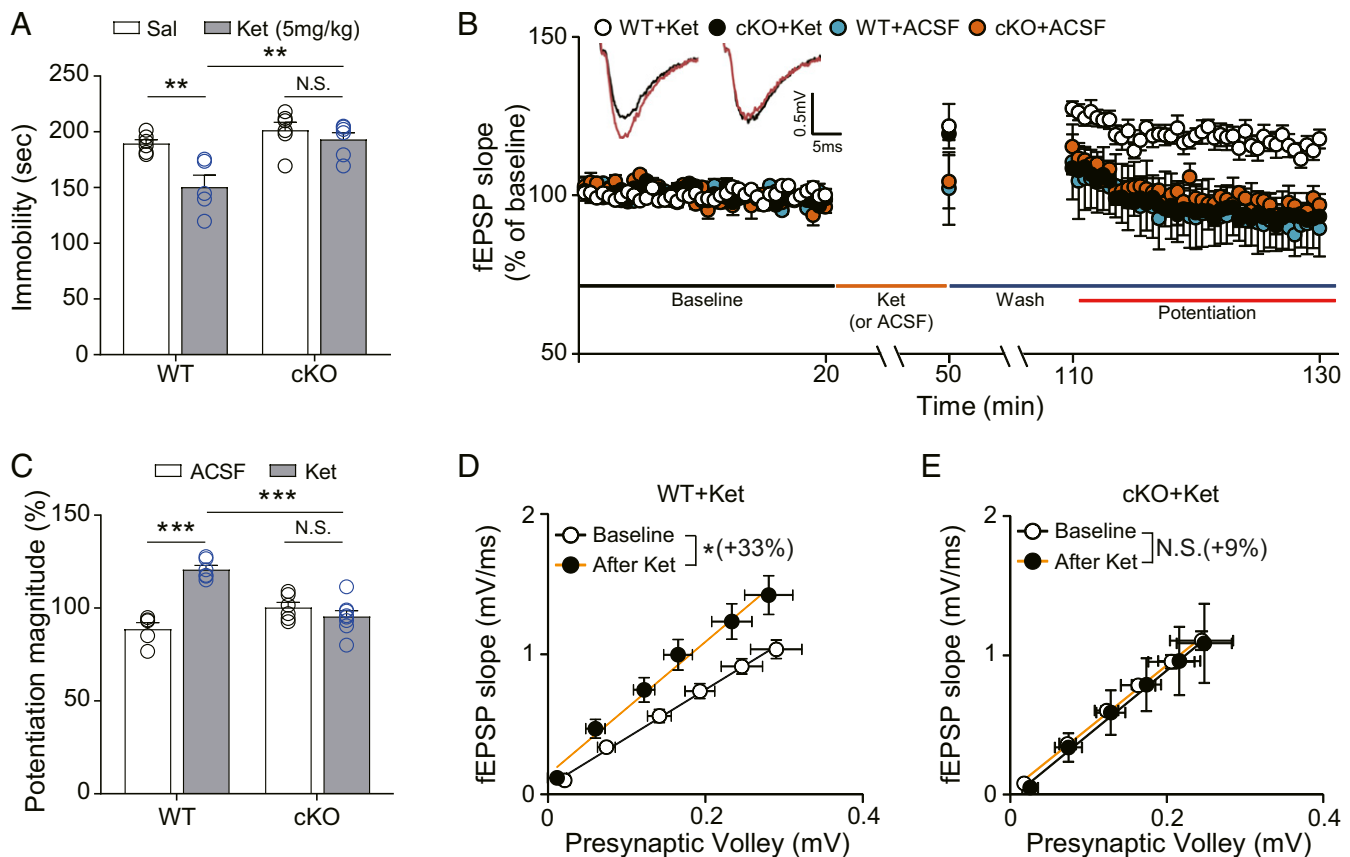 A
Sal
Ket (5mg/kg)
**
**
N.S.
Immobility (sec)
250
200
150
100
50
0
WT
cKO
B
WT+Ket
cKO+Ket
WT+ACSF
cKO+ACSF
0.5mV
5ms
fEPSP slope
(% of baseline)
150
100
50
Baseline
Ket
(or ACSF)
Wash
Potentiation
20
50
110
130
Time (min)
C
ACSF
Ket
***
***
N.S.
Potentiation magnitude (%)
150
100
50
0
WT
cKO
D
WT+Ket
Baseline
After Ket
*(+33%)
fEPSP slope (mV/ms)
2
1
0
0
0.2
0.4
Presynaptic Volley (mV)
E
cKO+Ket
Baseline
After Ket
N.S.(+9%)
fEPSP slope (mV/ms)
2
1
0
0
0.2
0.4
Presynaptic Volley (mV)